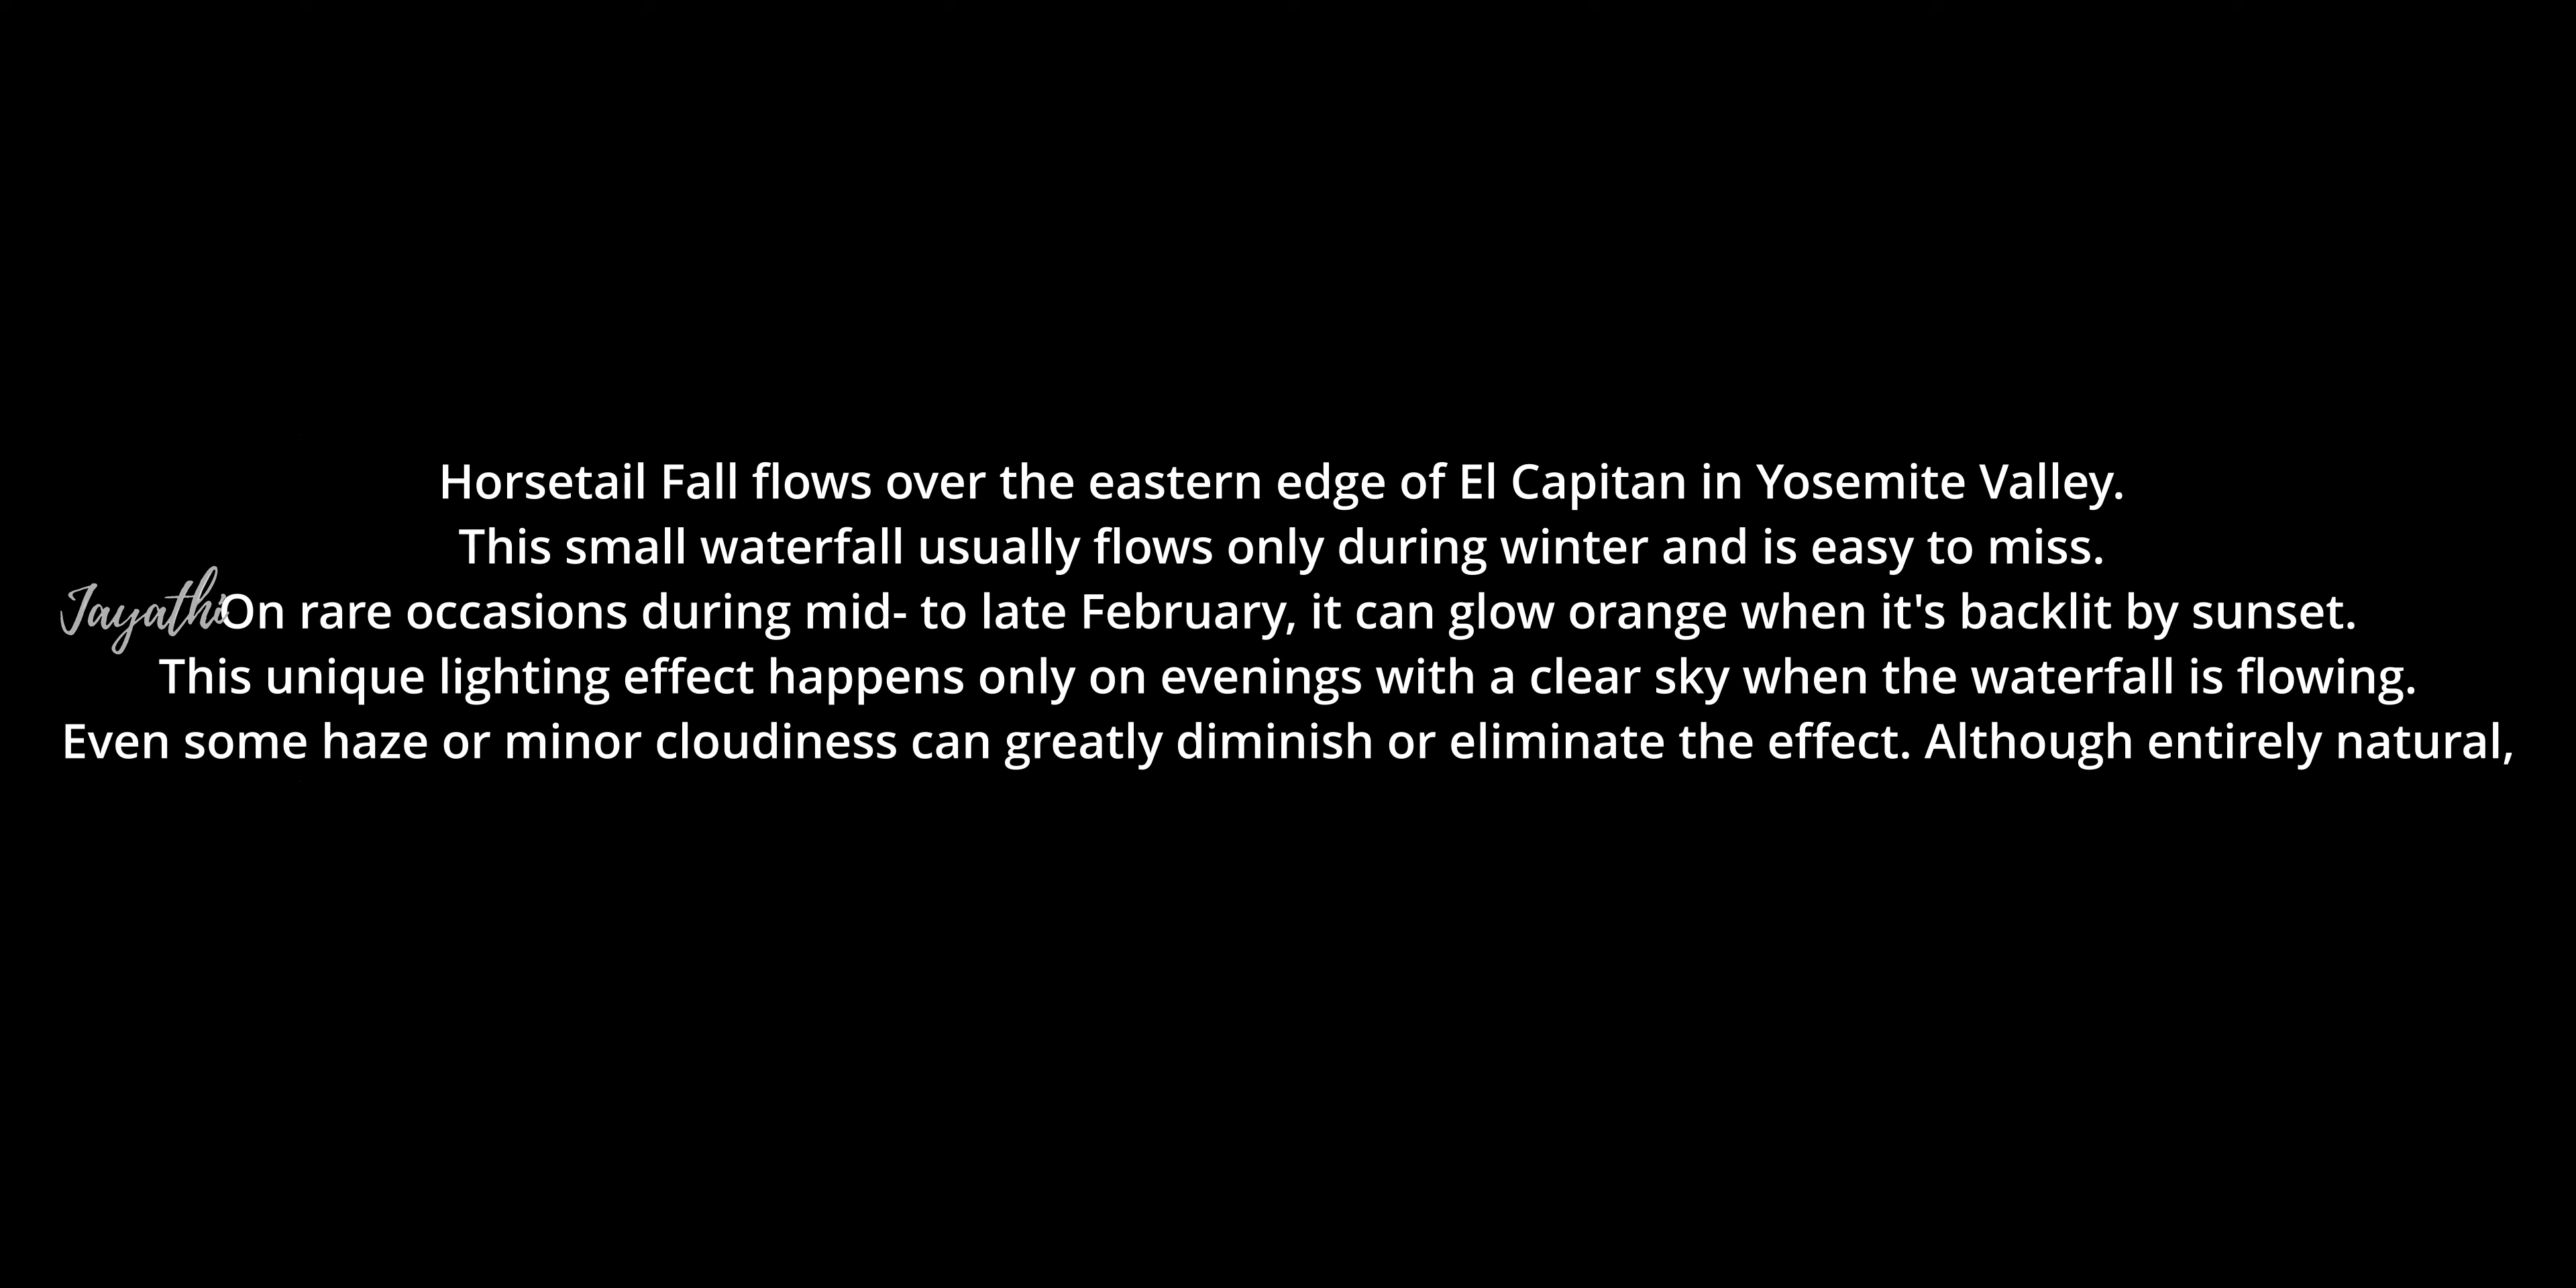 Horsetail Fall flows over the eastern edge of El Capitan in Yosemite Valley.
This small waterfall usually flows only during winter and is easy to miss.
Jayathi
On rare occasions during mid- to late February, it can glow orange when it's backlit by sunset.
This unique lighting effect happens only on evenings with a clear sky when the waterfall is flowing.
Even some haze or minor cloudiness can greatly diminish or eliminate the effect. Although entirely natural,